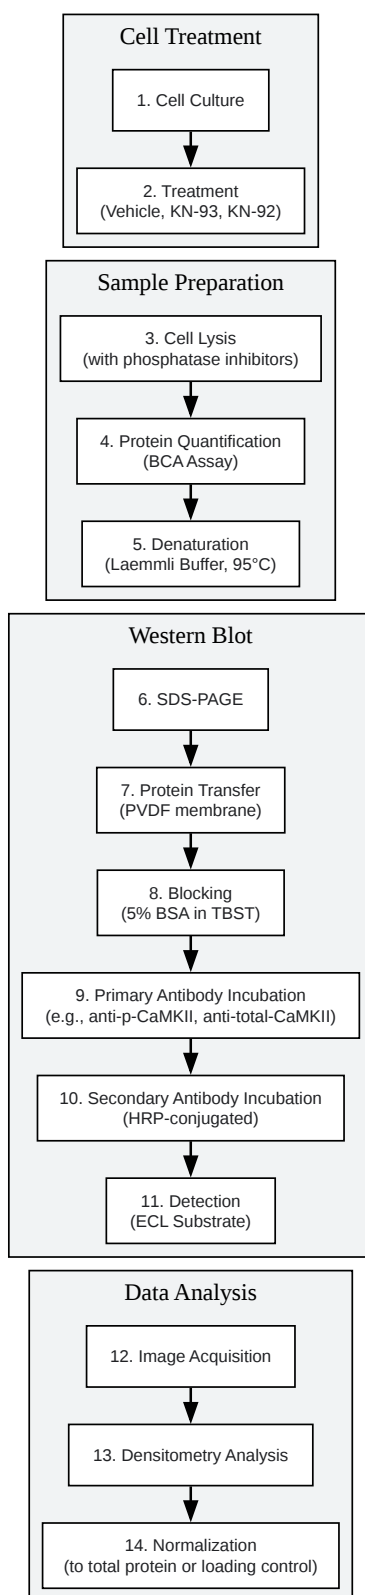 Cell Treatment
1. Cell Culture
2. Treatment
(Vehicle, KN-93, KN-92)
Sample Preparation
3. Cell Lysis
(with phosphatase inhibitors)
4. Protein Quantification
(BCA Assay)
5. Denaturation
(Laemmli Buffer, 95°C)
Western Blot
6. SDS-PAGE
7. Protein Transfer
(PVDF membrane)
8. Blocking
(5% BSA in TBST)
9. Primary Antibody Incubation
(e.g., anti-p-CaMKII, anti-total-CaMKII)
10. Secondary Antibody Incubation
(HRP-conjugated)
11. Detection
(ECL Substrate)
Data Analysis
12. Image Acquisition
13. Densitometry Analysis
14. Normalization
(to total protein or loading control)